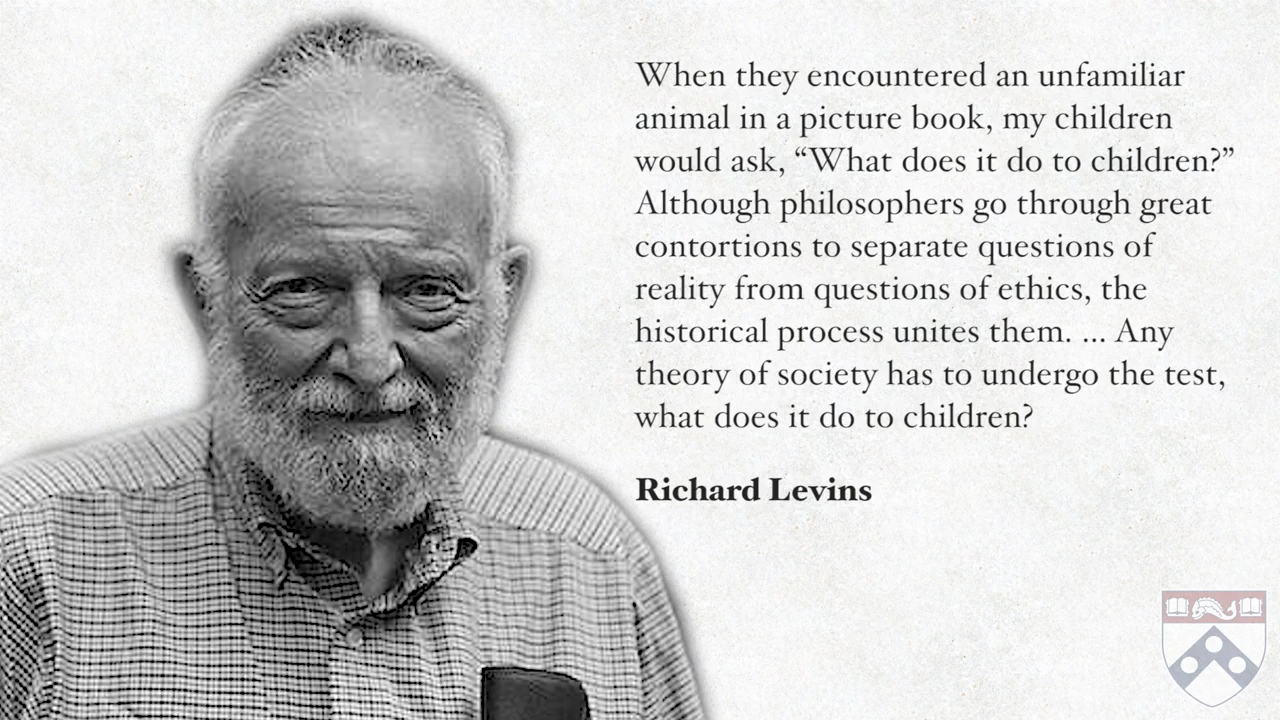 When they encountered an unfamiliar
animal in a picture book, my children
would ask, “What does it do to children?”
Although philosophers go through great
contortions to separate questions of
reality from questions of ethics, the
historical process unites them. ... Any
theory of society has to undergo the test,
what does it do to children?
Richard Levins